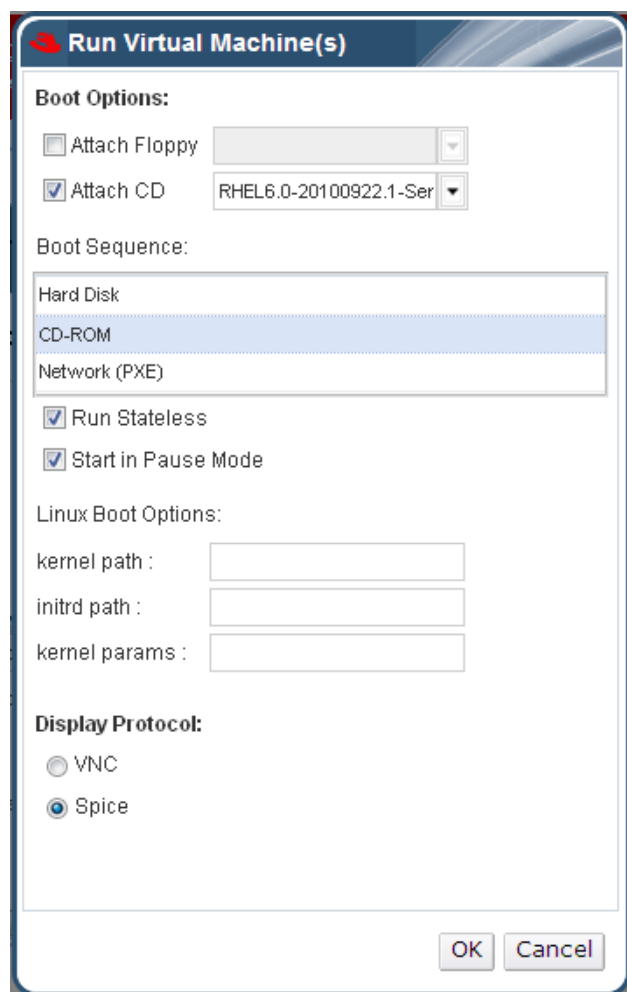 Run Virtual Machine(s)
Boot Options:
Attach Floppy
Attach CD RHEL6.0-20100922.1-Ser
Boot Sequence:
Hard Disk
CD-ROM
Network (PXE)
Run Stateless
Start in Pause Mode
Linux Boot Options:
kernel path :
initrd path :
kernel params :
Display Protocol:
VNC
Spice
OK Cancel